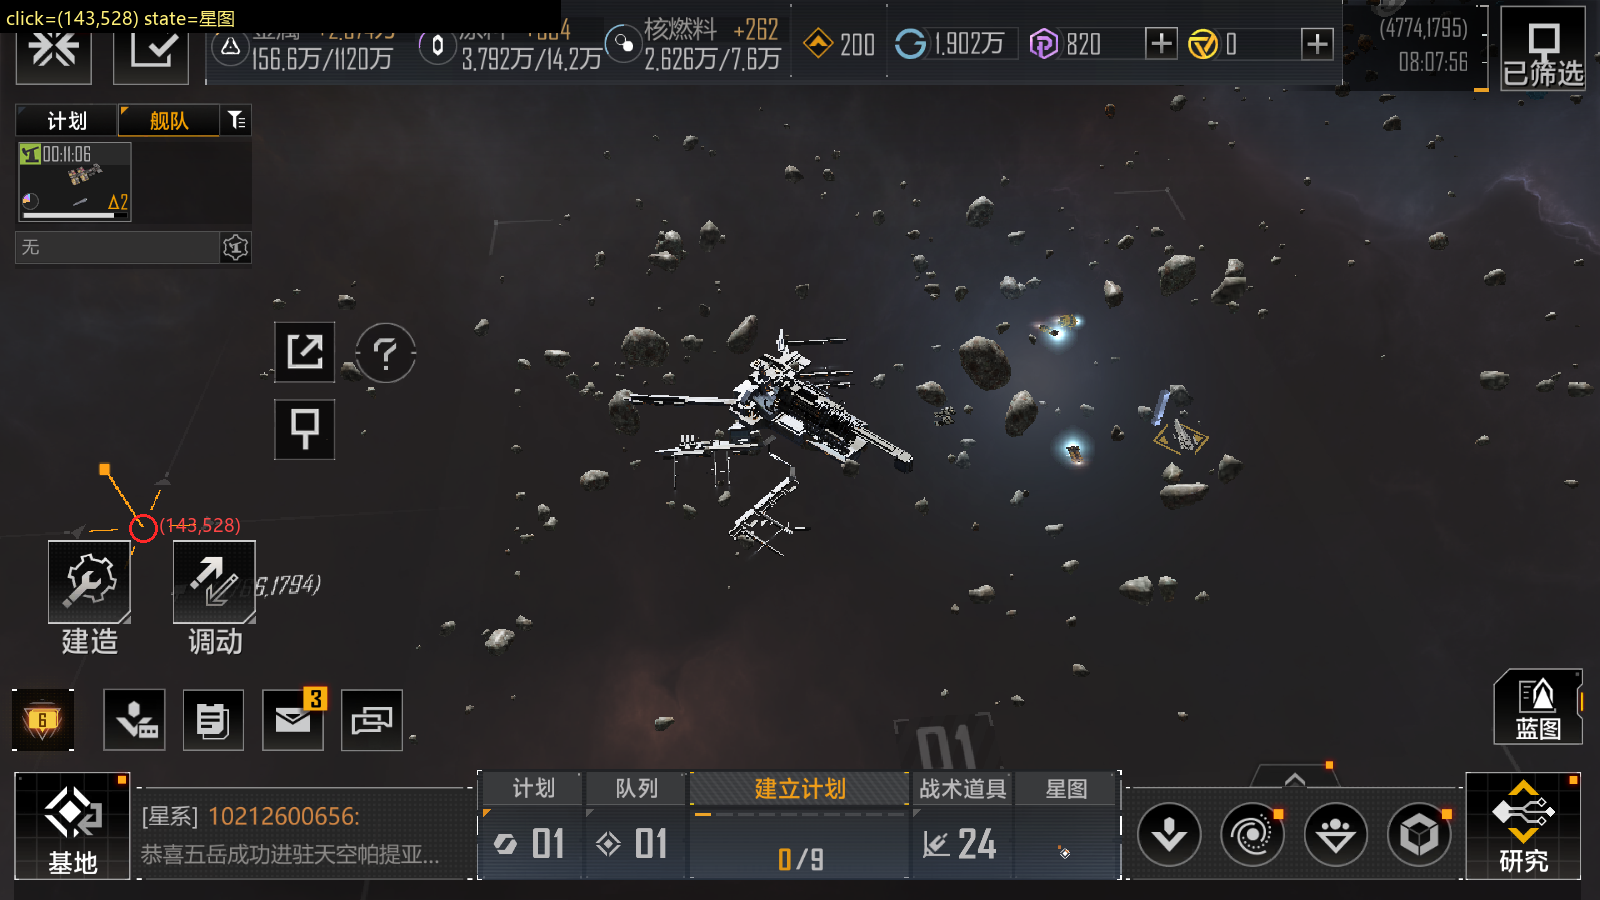 click=(143,528) state=星图
156.6万/1120万
3.792万/14.2万
核燃料 +262
2.626万/7.6万
200
1.902万
820
0
(4774,1795)
08:07:56
已筛选
计划
舰队
00:11:06
2
无
(143,528)
6,1794)
建造
调动
6
3
蓝图
01
基地
[星系] 10212600656:
恭喜五岳成功进驻天空帕提亚...
计划
01
队列
01
建立计划
0/9
战术道具
24
星图
研究